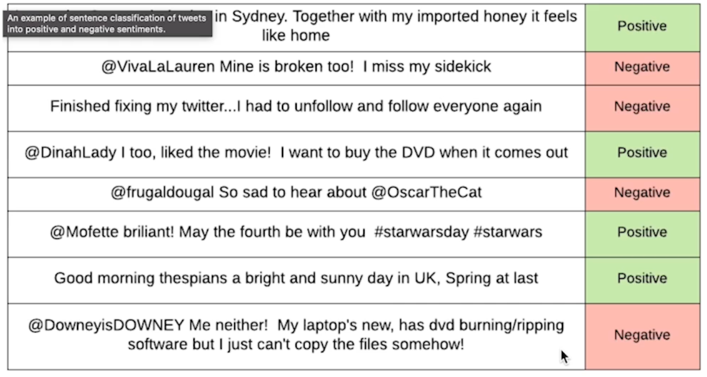 An example of sentence classification of tweets
into positive and negative sentiments.
in Sydney. Together with my imported honey it feels
like home
Positive
@VivaLaLauren Mine is broken too! I miss my sidekick
Negative
Finished fixing my twitter...I had to unfollow and follow everyone again
Negative
@DinahLady I too, liked the movie! I want to buy the DVD when it comes out
Positive
@frugaldougal So sad to hear about @OscarTheCat
Negative
@Mofette briliant! May the fourth be with you #starwarsday #starwars
Positive
Good morning thespians a bright and sunny day in UK, Spring at last
Positive
@DowneyisDOWNEY Me neither! My laptop's new, has dvd burning/ripping
software but I just can't copy the files somehow!
Negative